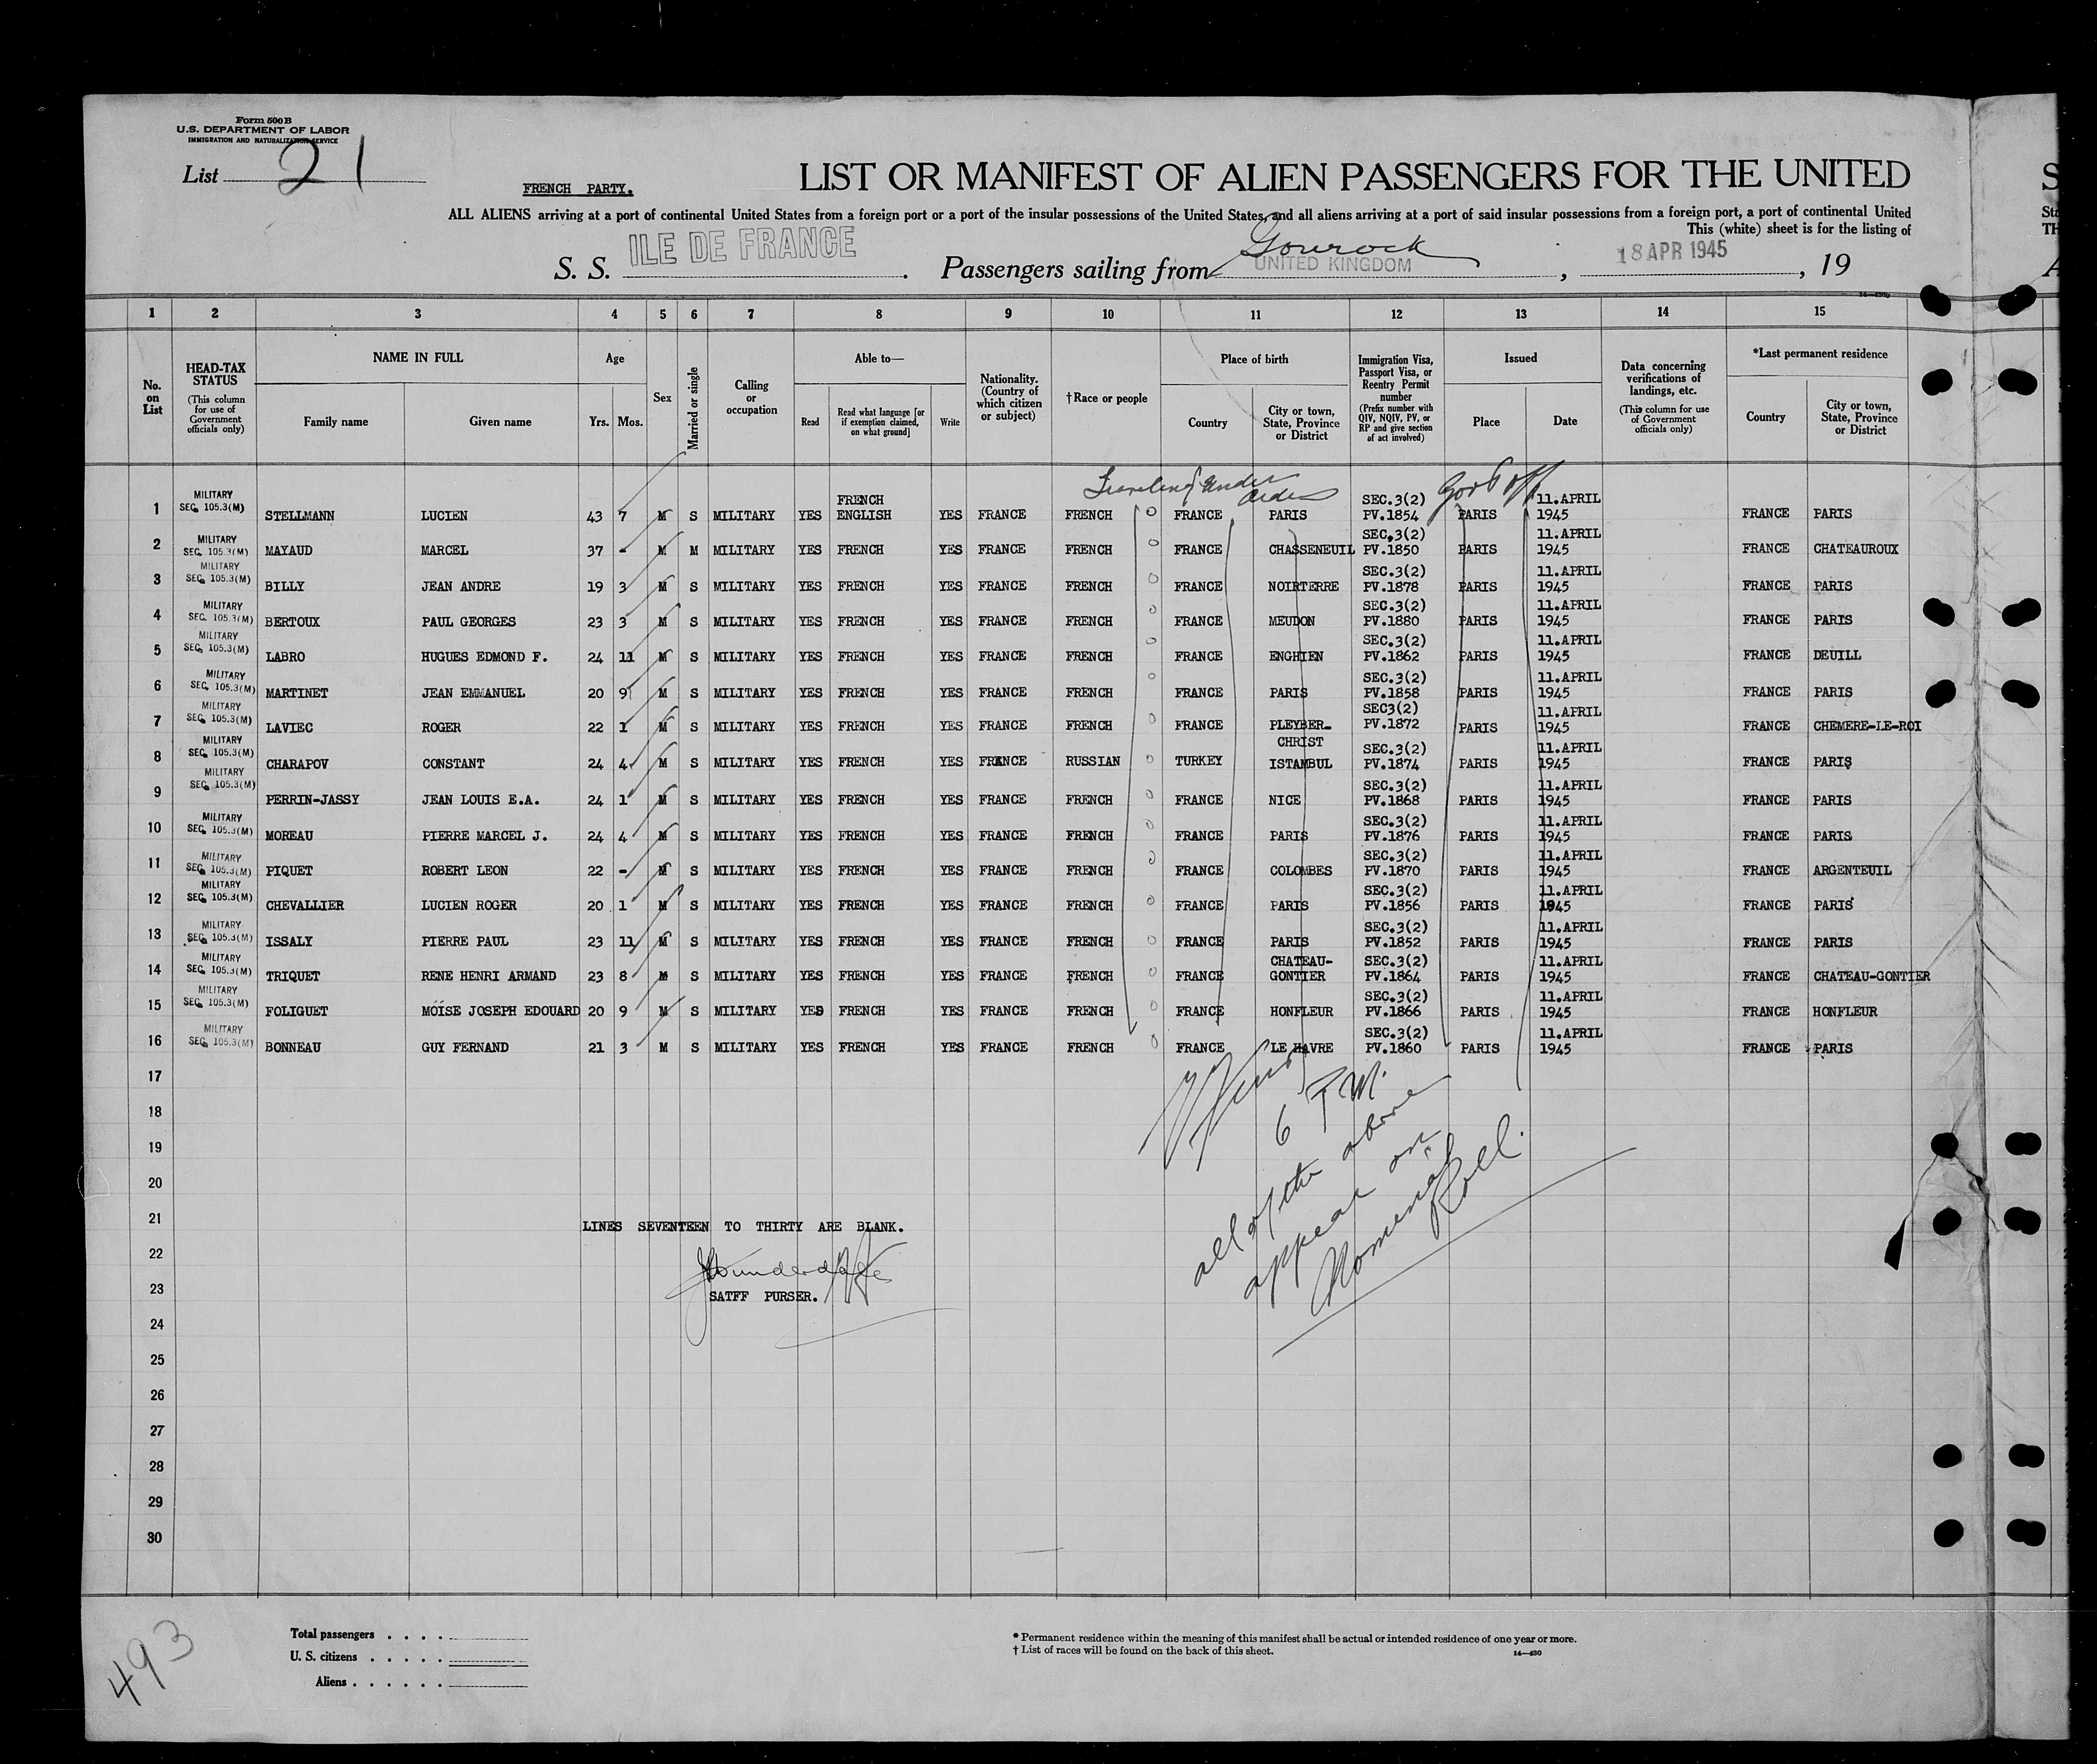 Form 500 B
U.S. DEPARTMENT OF LABOR
IMMIGRATION AND NATURALIZATION SERVICE
List 21
FRENCH PARTY.
LIST OR MANIFEST OF ALIEN PASSENGERS FOR THE UNITED
ALL ALIENS arriving at a port of continental United States from a foreign port or a port of the insular possessions of the United States, and all aliens arriving at a port of said insular possessions from a foreign port, a port of continental United
This (white) sheet is for the listing of
S. S. ILE DE FRANCE. Passengers sailing from Gourock UNITED KINGDOM, 18 APR 1945, 19
1 2 3 4 5 6 7 8 9 10 11 12 13 14 15
No. on List
HEAD-TAX STATUS (This column for use of Government officials only)
NAME IN FULL
Family name Given name
Age
Yrs. Mos.
Sex
Married or single
Calling or occupation
Able to—
Read
Read what language [or if exemption claimed, on what ground]
Write
Nationality. (Country of which citizen or subject)
†Race or people
Place of birth
Country
City or town, State, Province or District
Immigration Visa, Passport Visa, or Reentry Permit number (Prefix number with QIV, NQIV, PV, or RP and give section of act involved)
Issued
Place Date
Data concerning verifications of landings, etc. (This column for use of Government officials only)
*Last permanent residence
Country
City or town, State, Province or District
Traveling Under Orders
1 MILITARY SEC. 105.3(M) STELLMANN LUCIEN 43 7 M S MILITARY YES FRENCH ENGLISH YES FRANCE FRENCH FRANCE PARIS SEC.3(2) PV.1854 PARIS 11.APRIL 1945 FRANCE PARIS
2 MILITARY SEC. 105.3(M) MAYAUD MARCEL 37 - M M MILITARY YES FRENCH YES FRANCE FRENCH FRANCE CHASSENEUIL SEC.3(2) PV.1850 PARIS 11.APRIL 1945 FRANCE CHATEAUROUX
3 MILITARY SEC. 105.3(M) BILLY JEAN ANDRE 19 3 M S MILITARY YES FRENCH YES FRANCE FRENCH FRANCE NOIRTERRE SEC.3(2) PV.1878 PARIS 11.APRIL 1945 FRANCE PARIS
4 MILITARY SEC. 105.3(M) BERTOUX PAUL GEORGES 23 3 M S MILITARY YES FRENCH YES FRANCE FRENCH FRANCE MEUDON SEC.3(2) PV.1880 PARIS 11.APRIL 1945 FRANCE PARIS
5 MILITARY SEC. 105.3(M) LABRO HUGUES EDMOND F. 24 11 M S MILITARY YES FRENCH YES FRANCE FRENCH FRANCE ENGHIEN SEC.3(2) PV.1862 PARIS 11.APRIL 1945 FRANCE DEUILL
6 MILITARY SEC. 105.3(M) MARTINET JEAN EMMANUEL 20 9 M S MILITARY YES FRENCH YES FRANCE FRENCH FRANCE PARIS SEC.3(2) PV.1858 PARIS 11.APRIL 1945 FRANCE PARIS
7 MILITARY SEC. 105.3(M) LAVIEC ROGER 22 1 M S MILITARY YES FRENCH YES FRANCE FRENCH FRANCE PLEYBER-CHRIST SEC3(2) PV.1872 PARIS 11.APRIL 1945 FRANCE CHEMERE-LE-ROI
8 MILITARY SEC. 105.3(M) CHARAPOV CONSTANT 24 4 M S MILITARY YES FRENCH YES FRANCE RUSSIAN TURKEY ISTAMBUL SEC.3(2) PV.1874 PARIS 11.APRIL 1945 FRANCE PARIS
9 MILITARY SEC. 105.3(M) PERRIN-JASSY JEAN LOUIS E.A. 24 1 M S MILITARY YES FRENCH YES FRANCE FRENCH FRANCE NICE SEC.3(2) PV.1868 PARIS 11.APRIL 1945 FRANCE PARIS
10 MILITARY SEC. 105.3(M) MOREAU PIERRE MARCEL J. 24 4 M S MILITARY YES FRENCH YES FRANCE FRENCH FRANCE PARIS SEC.3(2) PV.1876 PARIS 11.APRIL 1945 FRANCE PARIS
11 MILITARY SEC. 105.3(M) PIQUET ROBERT LEON 22 - M S MILITARY YES FRENCH YES FRANCE FRENCH FRANCE COLOMBES SEC.3(2) PV.1870 PARIS 11.APRIL 1945 FRANCE ARGENTEUIL
12 MILITARY SEC. 105.3(M) CHEVALLIER LUCIEN ROGER 20 1 M S MILITARY YES FRENCH YES FRANCE FRENCH FRANCE PARIS SEC.3(2) PV.1856 PARIS 11.APRIL 1945 FRANCE PARIS
13 MILITARY SEC. 105.3(M) ISSALY PIERRE PAUL 23 11 M S MILITARY YES FRENCH YES FRANCE FRENCH FRANCE PARIS SEC.3(2) PV.1852 PARIS 11.APRIL 1945 FRANCE PARIS
14 MILITARY SEC. 105.3(M) TRIQUET RENE HENRI ARMAND 23 8 M S MILITARY YES FRENCH YES FRANCE FRENCH FRANCE CHATEAU-GONTIER SEC.3(2) PV.1864 PARIS 11.APRIL 1945 FRANCE CHATEAU-GONTIER
15 MILITARY SEC. 105.3(M) FOLIGUET MOÏSE JOSEPH EDOUARD 20 9 M S MILITARY YES FRENCH YES FRANCE FRENCH FRANCE HONFLEUR SEC.3(2) PV.1866 PARIS 11.APRIL 1945 FRANCE HONFLEUR
16 MILITARY SEC. 105.3(M) BONNEAU GUY FERNAND 21 3 M S MILITARY YES FRENCH YES FRANCE FRENCH FRANCE LE HAVRE SEC.3(2) PV.1860 PARIS 11.APRIL 1945 FRANCE PARIS
17
18
19
20
21
22
23
24
25
26
27
28
29
30
6 P.M.
all of the above
appear on
Nominal
Roll.
LINES SEVENTEEN TO THIRTY ARE BLANK.
SATFF PURSER.
Total passengers
U. S. citizens
Aliens
* Permanent residence within the meaning of this manifest shall be actual or intended residence of one year or more.
† List of races will be found on the back of this sheet.
14—430
493